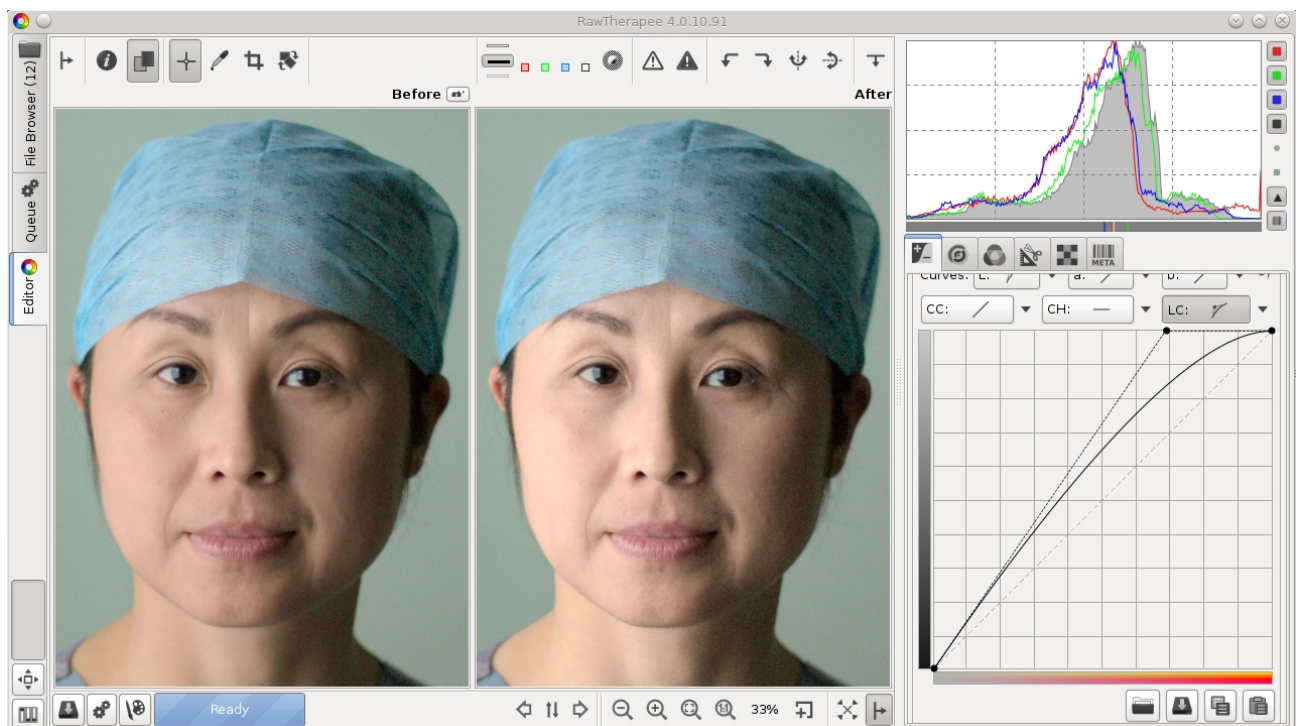 RawTherapee 4.0.10.91
File Browser (12)
Queue
Editor
Before
After
META
Curves: L: a: b:
CC: CH: LC:
Ready
33%